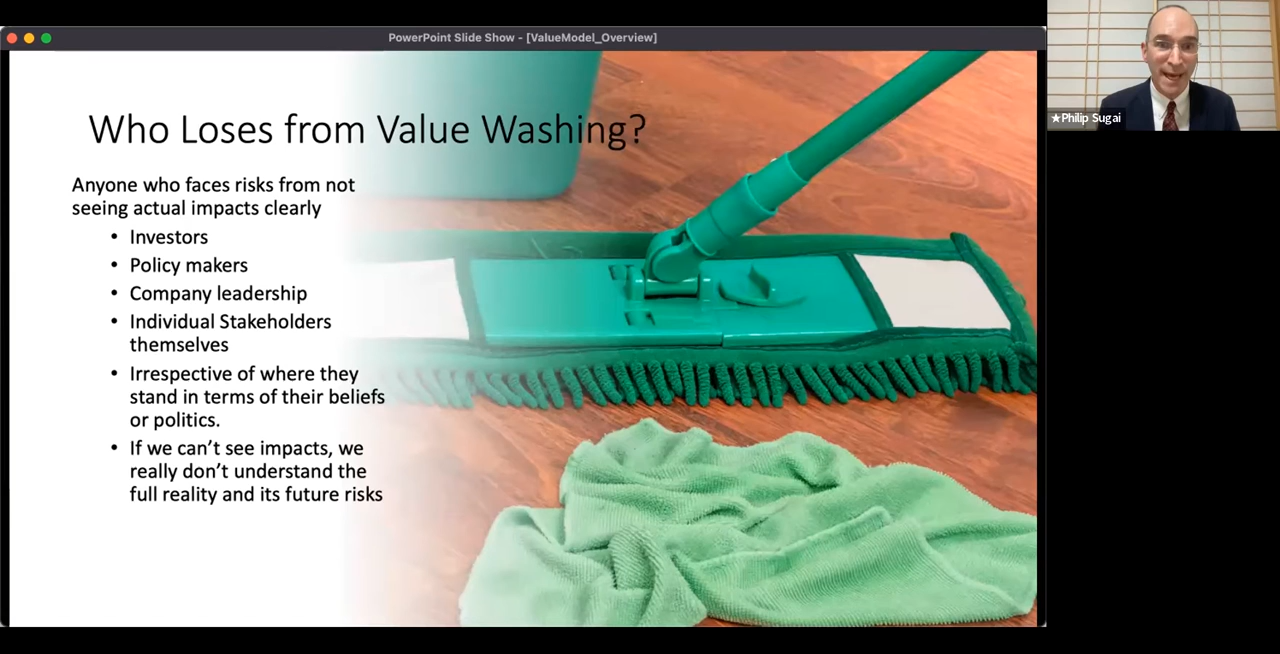 PowerPoint Slide Show - [ValueModel_Overview]
Who Loses from Value Washing?
Anyone who faces risks from not
seeing actual impacts clearly
• Investors
• Policy makers
• Company leadership
• Individual Stakeholders
themselves
• Irrespective of where they
stand in terms of their beliefs
or politics.
• If we can’t see impacts, we
really don’t understand the
full reality and its future risks
★Philip Sugai